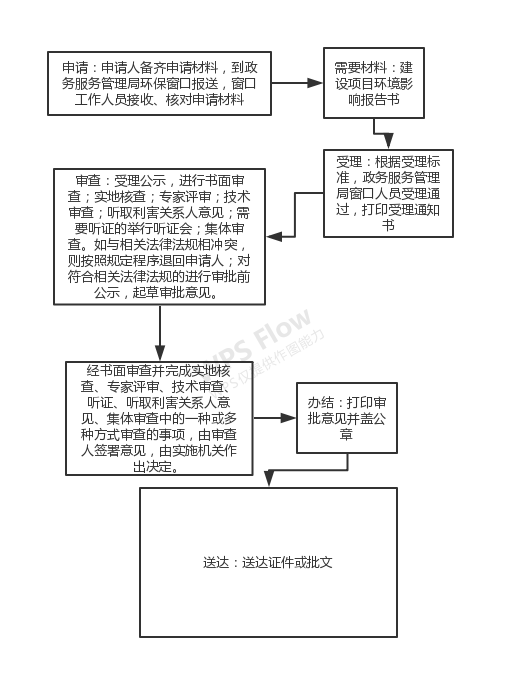 申请：申请人备齐申请材料，到政
务服务管理局环保窗口报送，窗口
工作人员接收、核对申请材料
需要材料：建
设项目环境影
响报告书
受理：根据受理标
准，政务服务管理
局窗口人员受理通
过，打印受理通知
书
审查：受理公示，进行书面审
查；实地核查；专家评审；技术
审查；听取利害关系人意见；需
要听证的举行听证会；集体审
查。如与相关法律法规相冲突，
则按照规定程序退回申请人；对
符合相关法律法规的进行审批前
公示，起草审批意见。
经书面审查并完成实地核
查、专家评审、技术审查、
听证、听取利害关系人意
见、集体审查中的一种或多
种方式审查的事项，由审查
人签署意见，由实施机关作
出决定。
办结：打印审
批意见并盖公
章
送达：送达证件或批文
WPS Flow
WPS仅提供作图能力